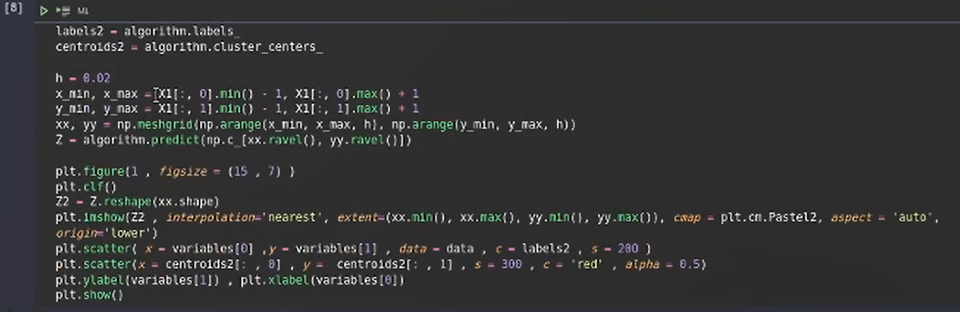 [8]
M↓
labels2 = algorithm.labels_
centroids2 = algorithm.cluster_centers_
h = 0.02
x_min, x_max = X1[:, 0].min() - 1, X1[:, 0].max() + 1
y_min, y_max = X1[:, 1].min() - 1, X1[:, 1].max() + 1
xx, yy = np.meshgrid(np.arange(x_min, x_max, h), np.arange(y_min, y_max, h))
Z = algorithm.predict(np.c_[xx.ravel(), yy.ravel()])
plt.figure(1 , figsize = (15 , 7) )
plt.clf()
Z2 = Z.reshape(xx.shape)
plt.imshow(Z2 , interpolation='nearest', extent=(xx.min(), xx.max(), yy.min(), yy.max()), cmap = plt.cm.Pastel2, aspect = 'auto',
origin='lower')
plt.scatter( x = variables[0] ,y = variables[1] , data = data , c = labels2 , s = 200 )
plt.scatter(x = centroids2[: , 0] , y =  centroids2[: , 1] , s = 300 , c = 'red' , alpha = 0.5)
plt.ylabel(variables[1]) , plt.xlabel(variables[0])
plt.show()